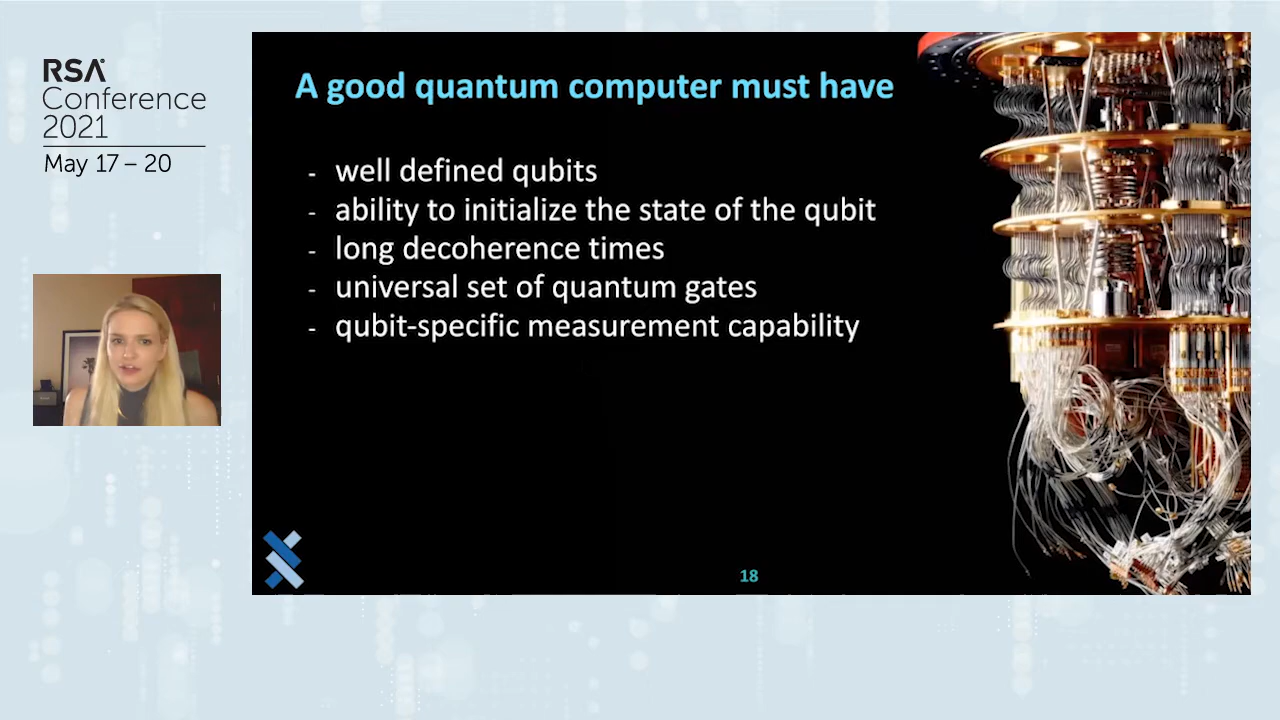 RSA
Conference
2021
May 17 – 20
A good quantum computer must have
- well defined qubits
- ability to initialize the state of the qubit
- long decoherence times
- universal set of quantum gates
- qubit-specific measurement capability
18